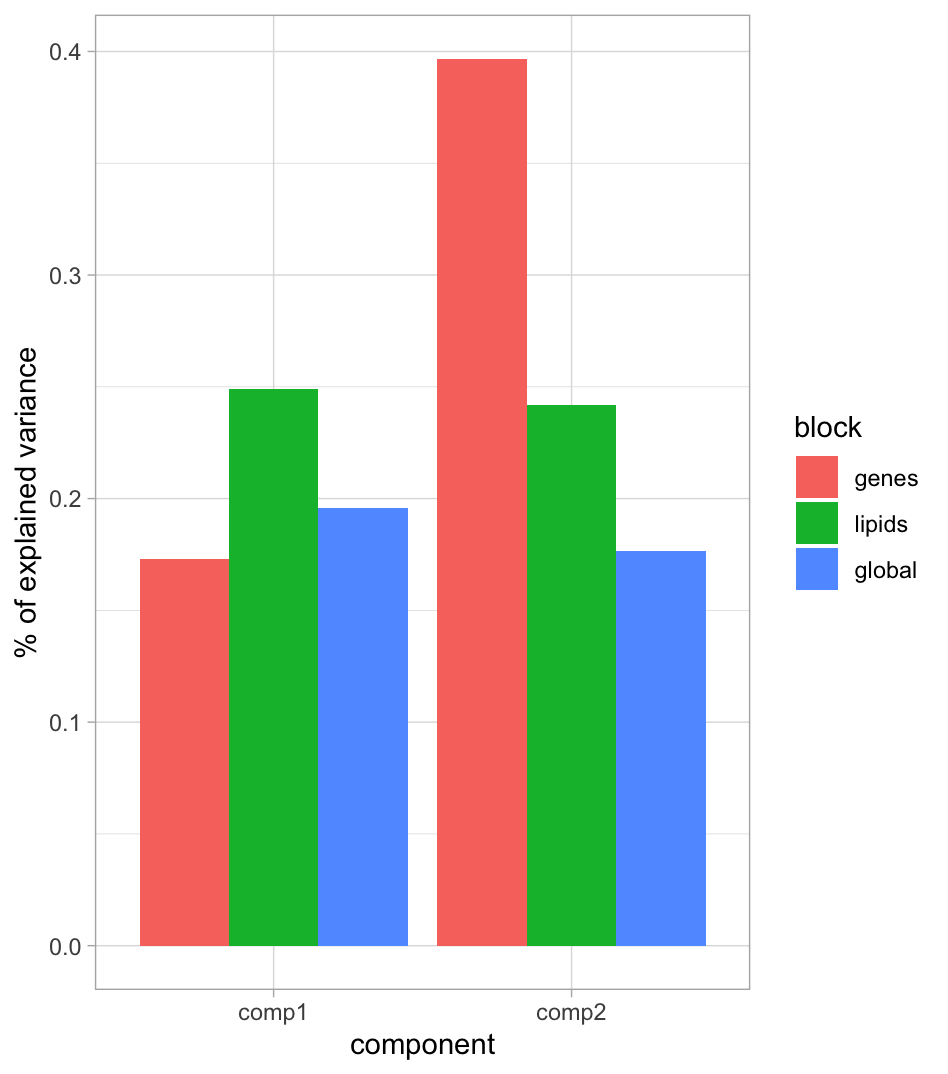 0.4
0.3
0.2
0.1
0.0
% of explained variance
comp1
comp2
component
block
genes
lipids
global